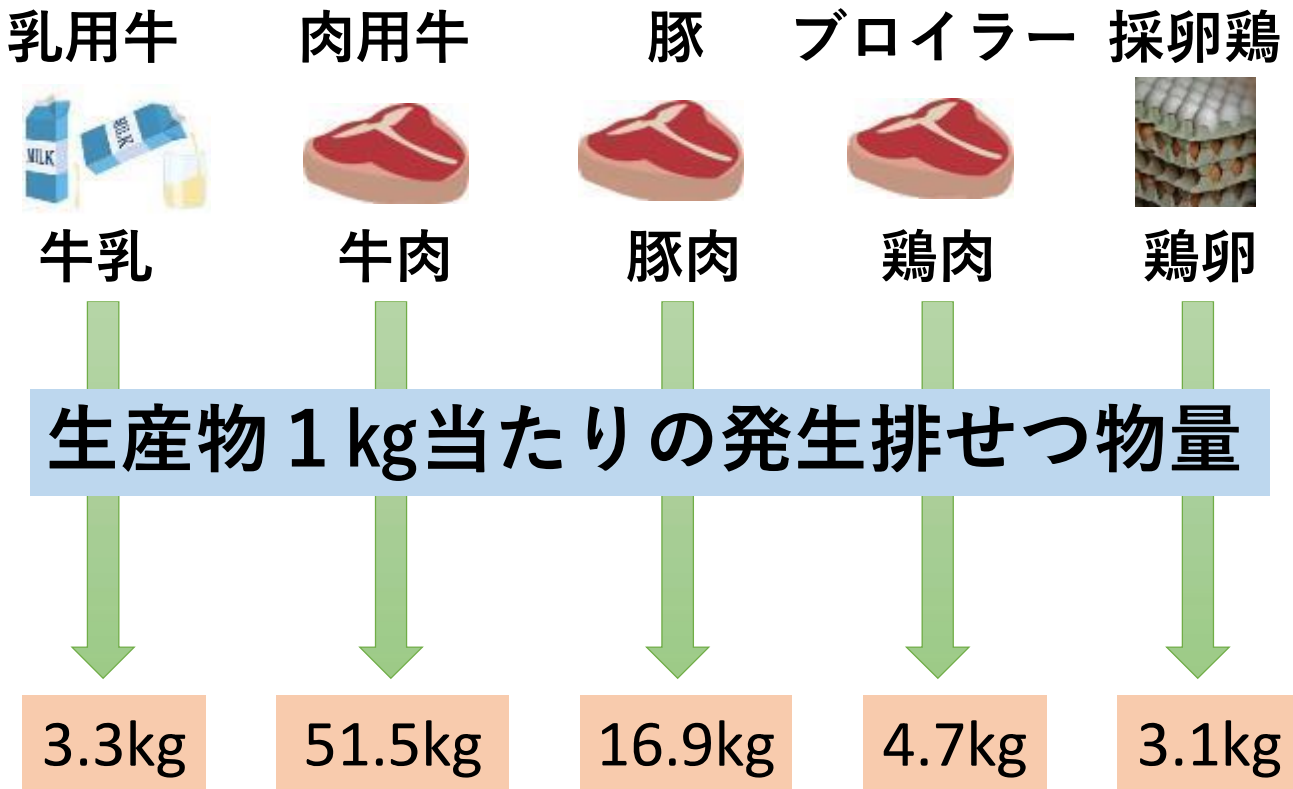 乳用牛 肉用牛 豚 ブロイラー 採卵鶏
MILK MILK
牛乳 牛肉 豚肉 鶏肉 鶏卵
生産物１kg当たりの発生排せつ物量
3.3kg 51.5kg 16.9kg 4.7kg 3.1kg